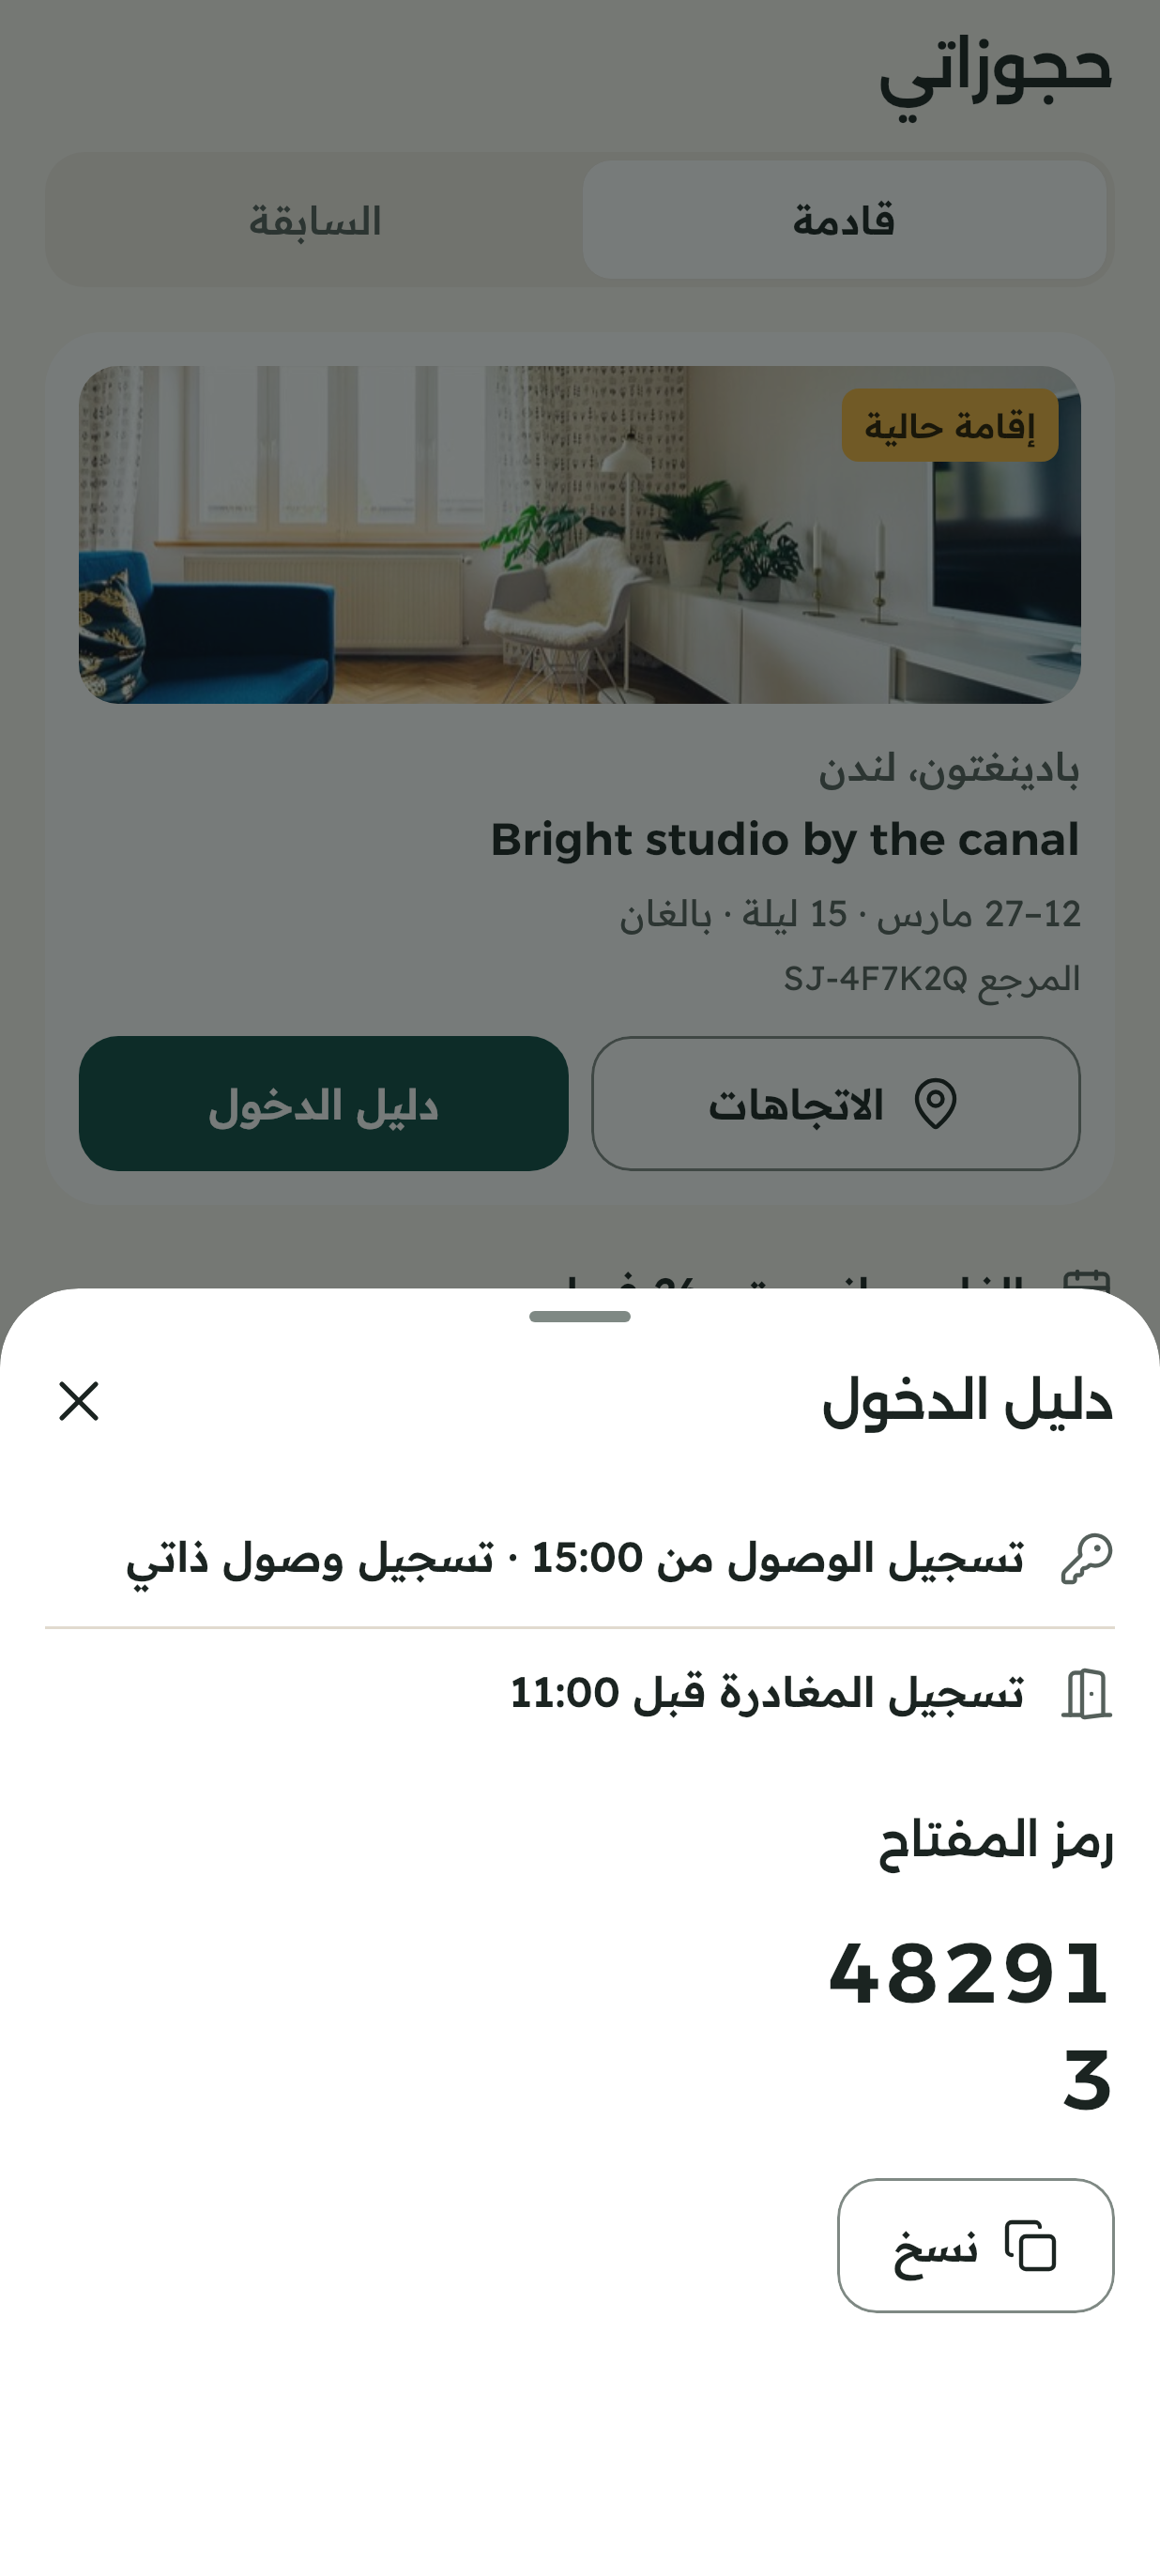 حجوزاتي
قادمة
السابقة
إقامة حالية
بادينغتون، لندن
Bright studio by the canal
12–27 مارس · 15 ليلة · بالغان
المرجع SJ-4F7K2Q
الاتجاهات
دليل الدخول
دليل الدخول
تسجيل الوصول من 15:00 · تسجيل وصول ذاتي
تسجيل المغادرة قبل 11:00
رمز المفتاح
48291
3
نسخ